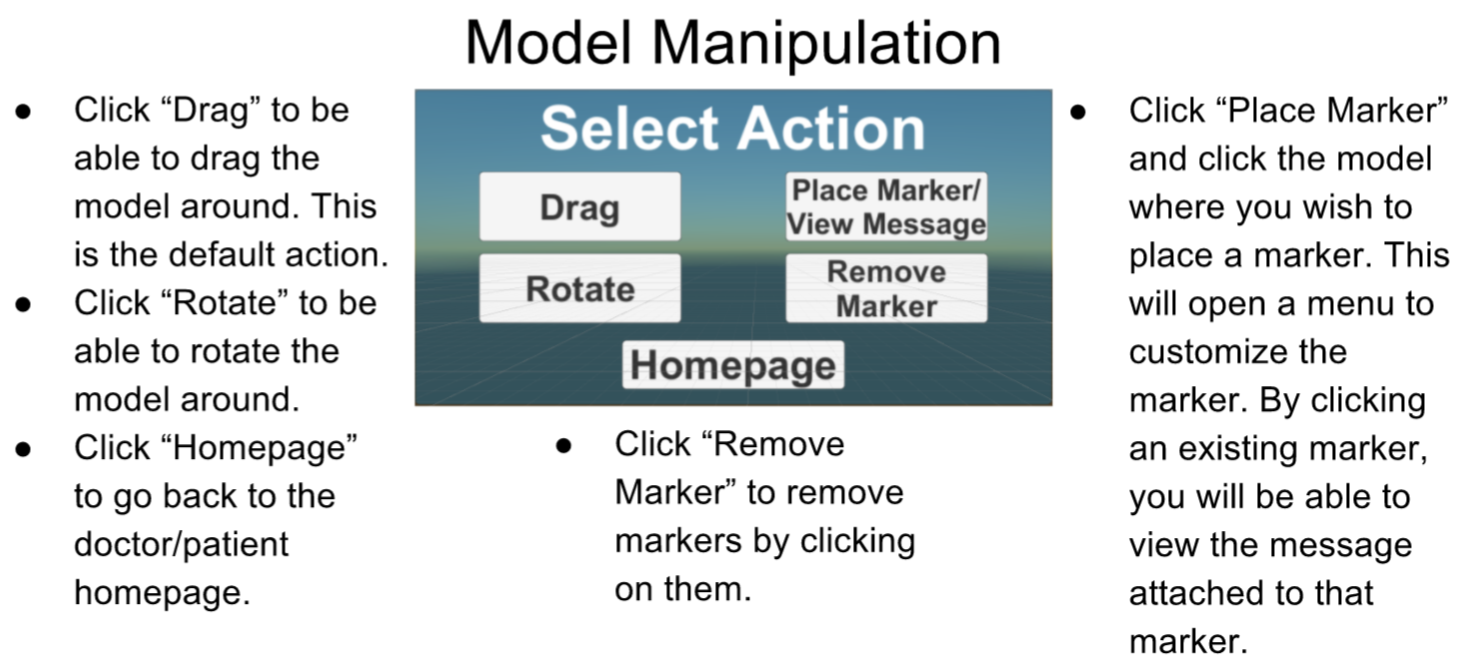 Model Manipulation
● Click “Drag” to be
able to drag the
model around. This
is the default action.
● Click “Rotate” to be
able to rotate the
model around.
● Click “Homepage”
to go back to the
doctor/patient
homepage.
Select Action
Drag
Place Marker/
View Message
Rotate
Remove
Marker
Homepage
● Click “Remove
Marker” to remove
markers by clicking
on them.
● Click “Place Marker”
and click the model
where you wish to
place a marker. This
will open a menu to
customize the
marker. By clicking
an existing marker,
you will be able to
view the message
attached to that
marker.